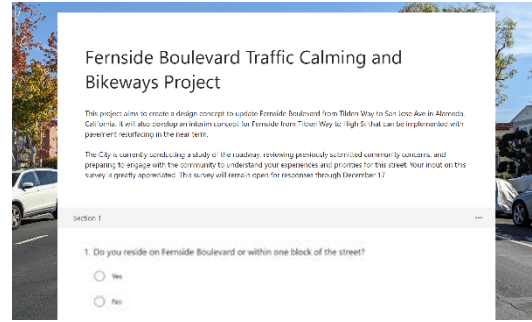 Fernside Boulevard Traffic Calming and
Bikeways Project
This project aims to create a design concept to update Fernside Boulevard from Tilden Way to San Jose Ave in Alameda,
California. It will also develop an interim concept for Fernside from Tilden Way to High St that can be implemented with
pavement resurfacing in the near term.
The City is currently conducting a study of the roadway, reviewing previously submitted community concerns, and
preparing to engage with the community to understand your experiences and priorities for this street. Your input on this
survey is greatly appreciated. This survey will remain open for responses through December
Section 1
...
1. Do you reside on Fernside Boulevard or within one block of the street?
Yes
No